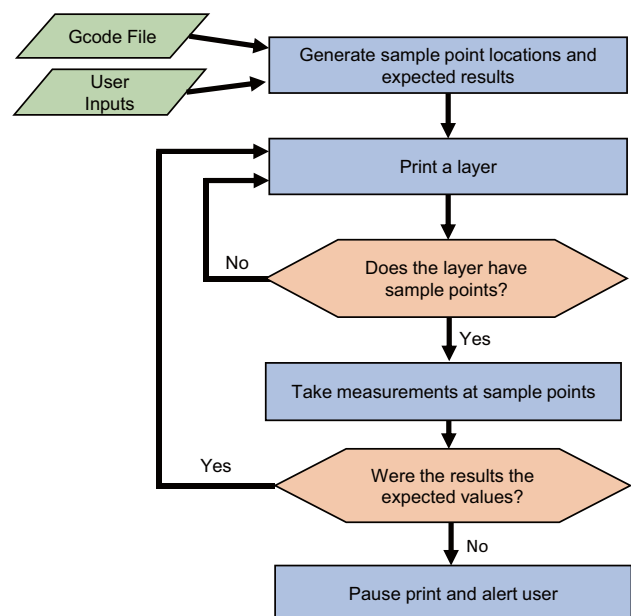 Gcode File
User
Inputs
Generate sample point locations and
expected results
Print a layer
No
Does the layer have
sample points?
Yes
Take measurements at sample points
Yes
Were the results the
expected values?
No
Pause print and alert user